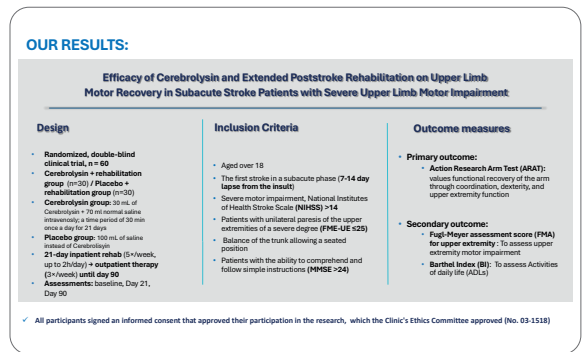 OUR RESULTS:
Efficacy of Cerebrolysin and Extended Poststroke Rehabilitation on Upper Limb
Motor Recovery in Subacute Stroke Patients with Severe Upper Limb Motor Impairment
Design
• Randomized, double-blind
clinical trial, n = 60
• Cerebrolysin + rehabilitation
group (n=30) / Placebo +
rehabilitation group (n=30)
• Cerebrolysin group: 30 mL of
Cerebrolysin + 70 ml normal saline
intravenously; a time period of 30 min
once a day for 21 days
• Placebo group: 100 mL of saline
instead of Cerebrolisyin
• 21-day inpatient rehab (5×/week,
up to 2h/day) + outpatient therapy
(3×/week) until day 90
• Assessments: baseline, Day 21,
Day 90
Inclusion Criteria
• Aged over 18
• The first stroke in a subacute phase (7-14 day
lapse from the insult)
• Severe motor impairment, National Institutes
of Health Stroke Scale (NIHSS) >14
• Patients with unilateral paresis of the upper
extremities of a severe degree (FME-UE ≤25)
• Balance of the trunk allowing a seated
position
• Patients with the ability to comprehend and
follow simple instructions (MMSE >24)
Outcome measures
• Primary outcome:
• Action Research Arm Test (ARAT):
values functional recovery of the arm
through coordination, dexterity, and
upper extremity function
• Secondary outcome:
• Fugl-Meyer assessment score (FMA)
for upper extremity : To assess upper
extremity motor impairment
• Barthel Index (BI): To assess Activities
of daily life (ADLs)
✓ All participants signed an informed consent that approved their participation in the research, which the Clinic's Ethics Committee approved (No. 03-1518)